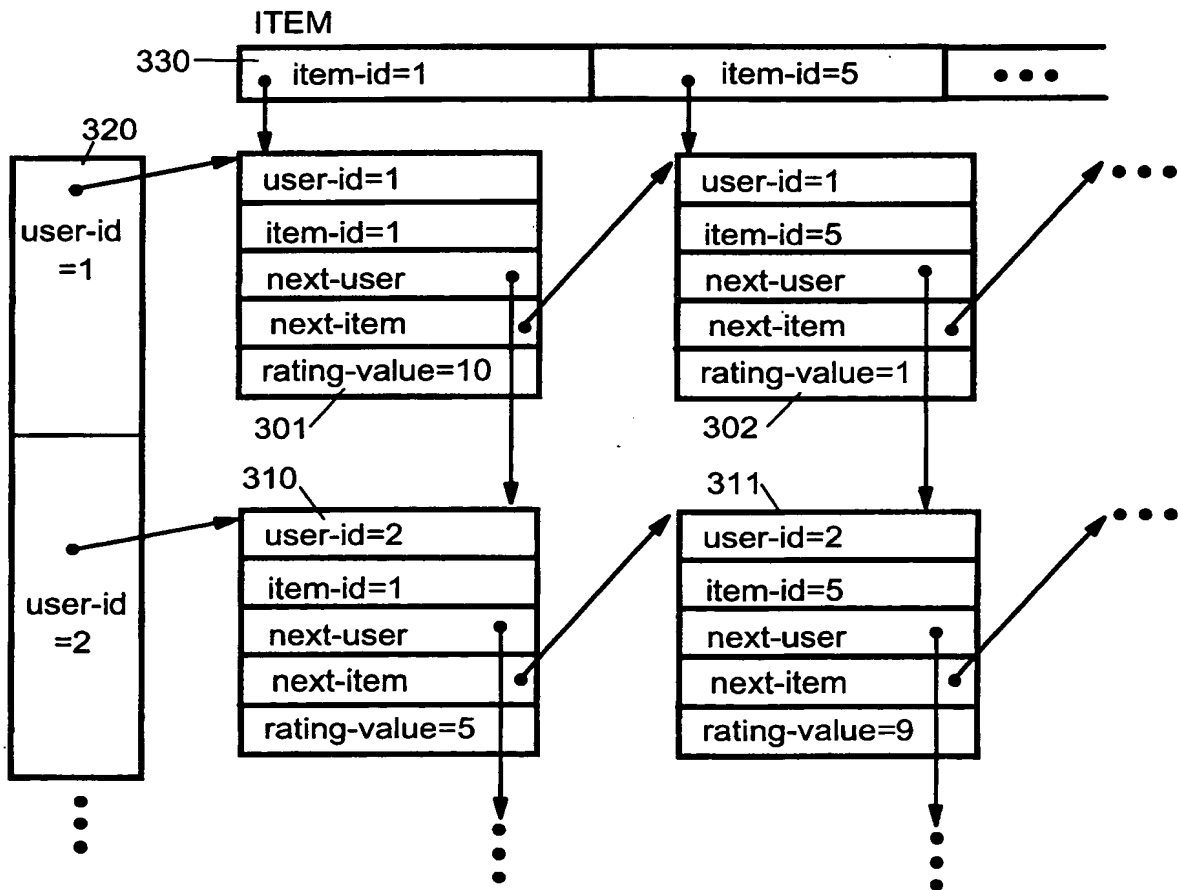 ITEM
330
item-id=1
item-id=5
320
user-id
=1
user-id=1
item-id=1
next-user
next-item
rating-value=10
301
user-id=1
item-id=5
next-user
next-item
rating-value=1
302
user-id
=2
310
user-id=2
item-id=1
next-user
next-item
rating-value=5
311
user-id=2
item-id=5
next-user
next-item
rating-value=9